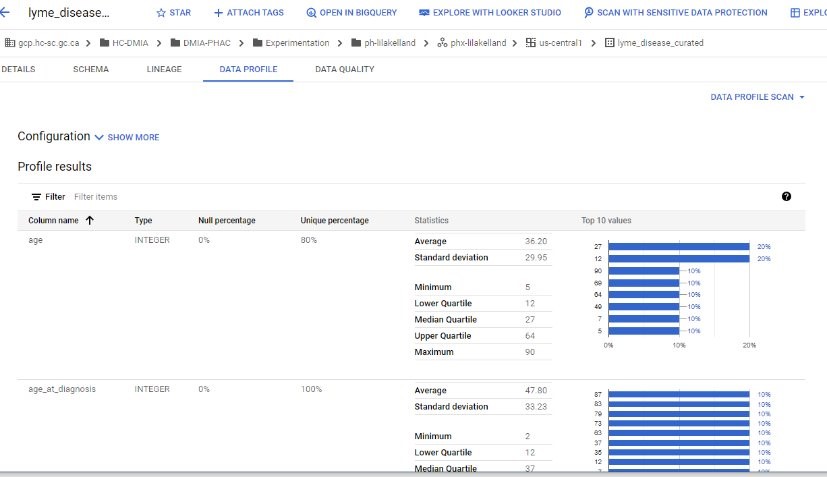 lyme_disease... STAR ATTACH TAGS OPEN IN BIGQUERY EXPLORE WITH LOOKER STUDIO SCAN WITH SENSITIVE DATA PROTECTION EXPLO
gcp.hc-sc.gc.ca > HC-DMIA > DMIA-PHAC > Experimentation > ph-lilakelland > phx-lilakelland > us-central1 > lyme_disease_curated
DETAILS SCHEMA LINEAGE DATA PROFILE DATA QUALITY
DATA PROFILE SCAN
Configuration SHOW MORE
Profile results
Filter Filter items
Column name Type Null percentage Unique percentage Statistics Top 10 values
age INTEGER 0% 80%
Average 36.20
Standard deviation 29.95
Minimum 5
Lower Quartile 12
Median Quartile 27
Upper Quartile 64
Maximum 90
27 20%
12 20%
90 10%
69 10%
64 10%
49 10%
7 10%
5 10%
0% 10% 20%
age_at_diagnosis INTEGER 0% 100%
Average 47.80
Standard deviation 33.23
Minimum 2
Lower Quartile 12
Median Quartile 37
87 10%
83 10%
79 10%
73 10%
63 10%
37 10%
35 10%
12 10%